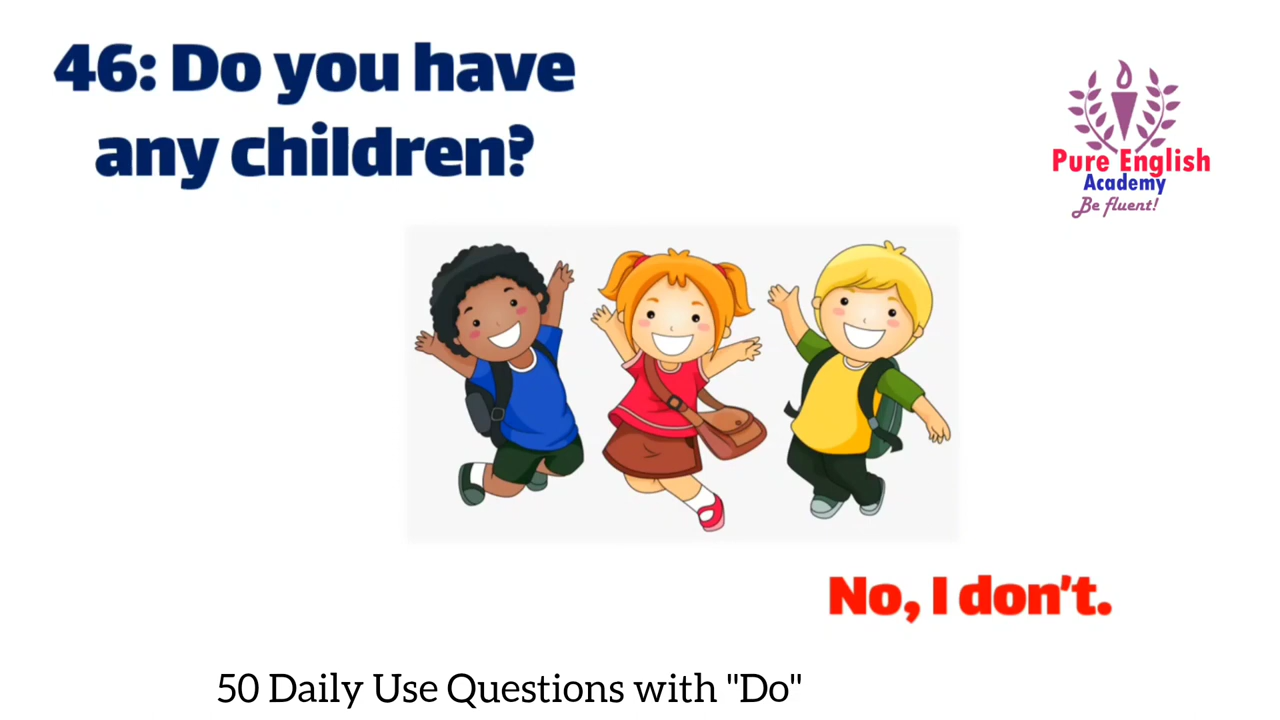 46: Do you have
any children?
Pure English
Academy
Be fluent!
No, I don't.
50 Daily Use Questions with "Do"